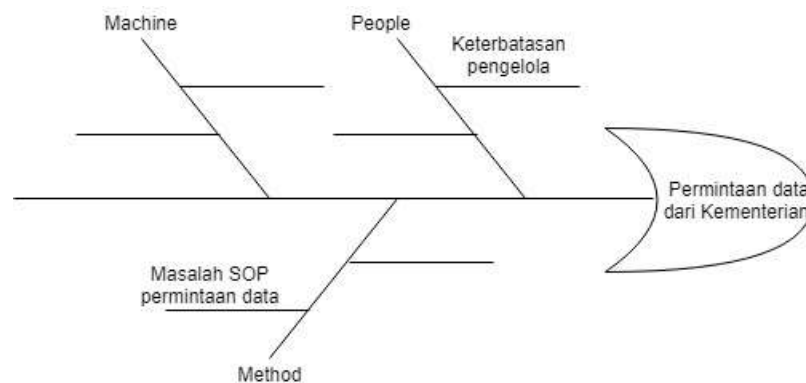 Machine
People
Keterbatasan
pengelola
Permintaan data
dari Kementerian
Masalah SOP
permintaan data
Method